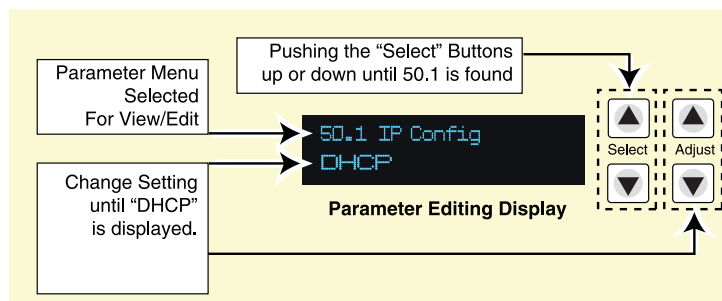 Pushing the “Select” Buttons
up or down until 50.1 is found
Parameter Menu
Selected
For View/Edit
50.1 IP Config
DHCP
Select
Adjust
Change Setting
until “DHCP”
is displayed.
Parameter Editing Display